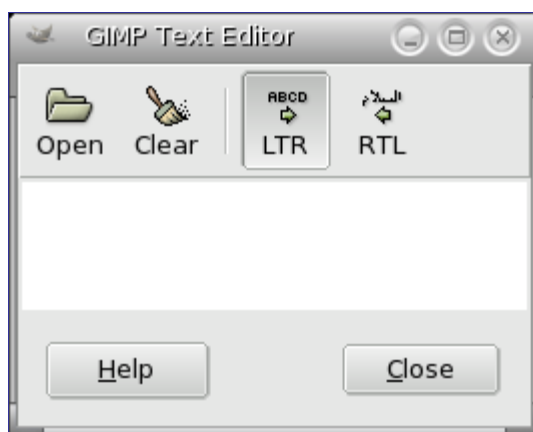 GIMP Text Editor
ABCD السلام
Open Clear LTR RTL
Help Close